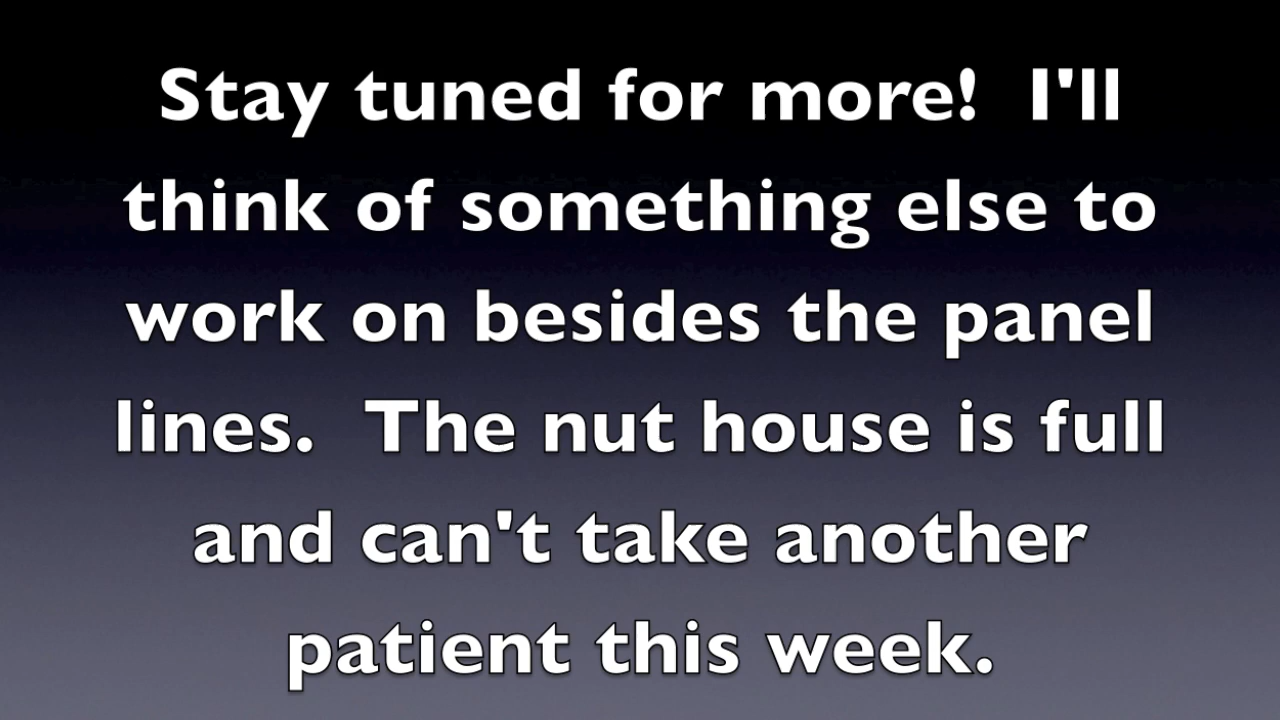 Stay tuned for more!  I'll
think of something else to
work on besides the panel
lines.  The nut house is full
and can't take another
patient this week.